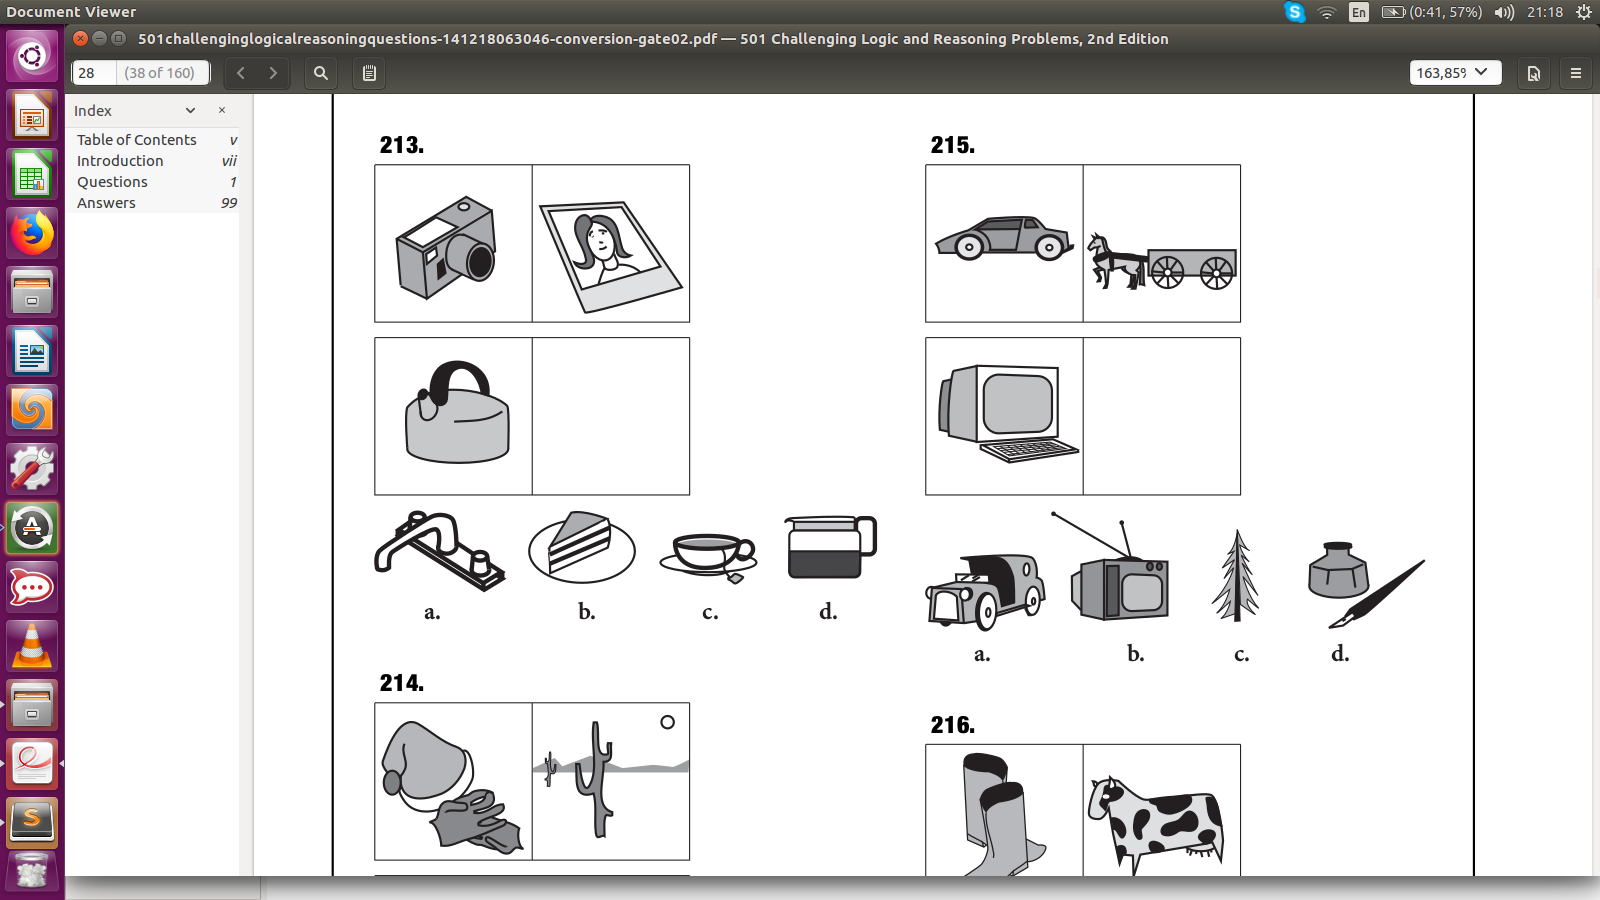 Document Viewer
En
(0:41, 57%)
21:18
501challenginglogicalreasoningquestions-141218063046-conversion-gate02.pdf — 501 Challenging Logic and Reasoning Problems, 2nd Edition
28
(38 of 160)
163,85%
Index
Table of Contents v
Introduction vii
Questions 1
Answers 99
213.
a. b. c. d.
214.
215.
a. b. c. d.
216.